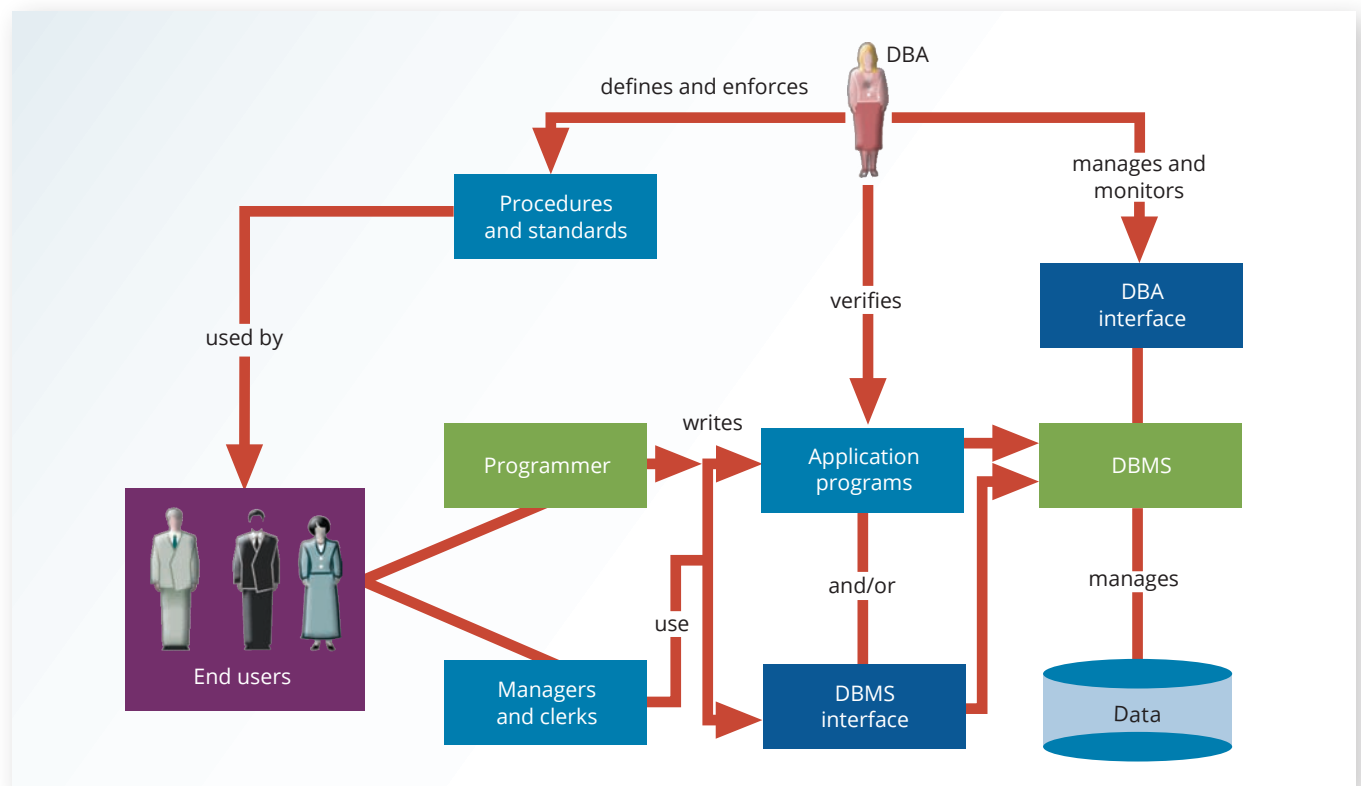 DBA
defines and enforces
manages and
monitors
Procedures
and standards
DBA
interface
verifies
used by
writes
Programmer
Application
programs
DBMS
and/or
manages
use
End users
Managers
and clerks
DBMS
interface
Data